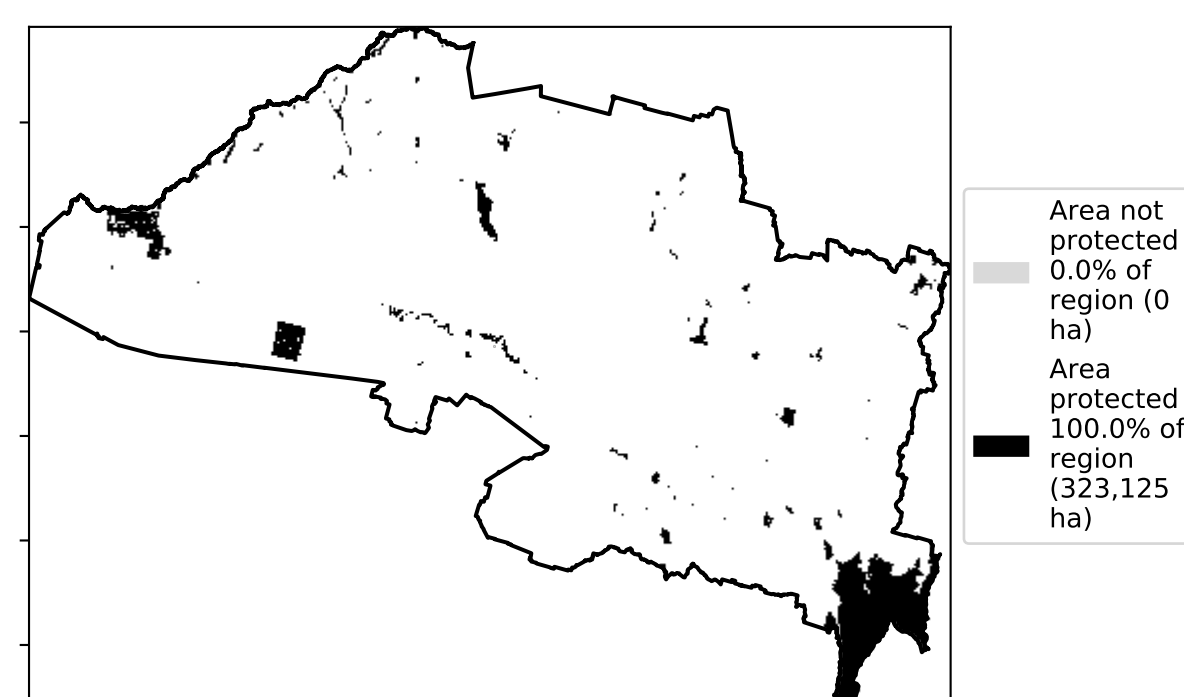 Area not
protected
0.0% of
region (0
ha)
Area
protected
100.0% of
region
(323,125
ha)